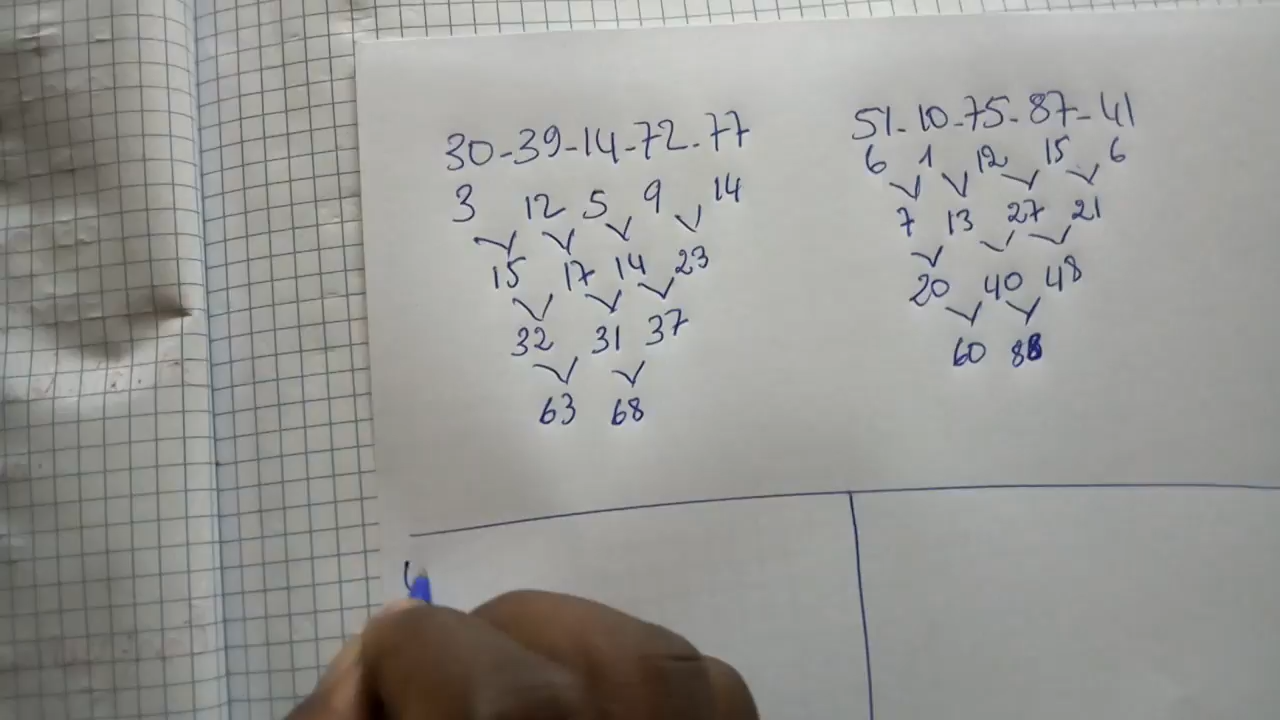 30-39-14-72-77
3 12 5 9 14
15 17 14 23
32 31 37
63 68
51-10-75-87-41
6 1 12 15 6
7 13 27 21
20 40 48
60 88